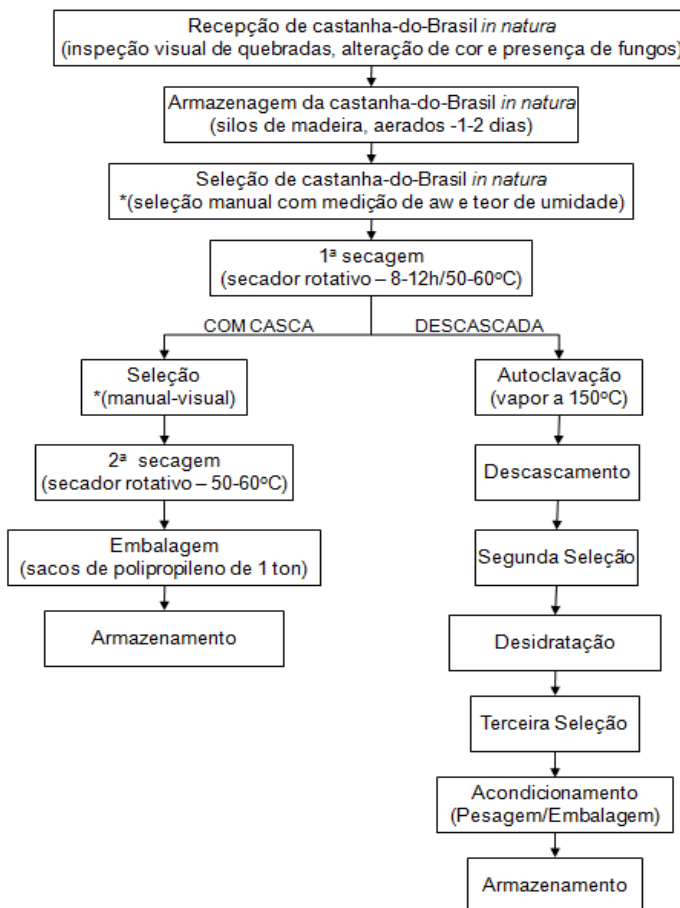 Recepção de castanha-do-Brasil in natura
(inspeção visual de quebradas, alteração de cor e presença de fungos)
Armazenagem da castanha-do-Brasil in natura
(silos de madeira, aerados -1-2 dias)
Seleção de castanha-do-Brasil in natura
*(seleção manual com medição de aw e teor de umidade)
1ª secagem
(secador rotativo – 8-12h/50-60ºC)
COM CASCA
DESCASCADA
Seleção
*(manual-visual)
2ª secagem
(secador rotativo – 50-60ºC)
Embalagem
(sacos de polipropileno de 1 ton)
Armazenamento
Autoclavação
(vapor a 150ºC)
Descascamento
Segunda Seleção
Desidratação
Terceira Seleção
Acondicionamento
(Pesagem/Embalagem)
Armazenamento